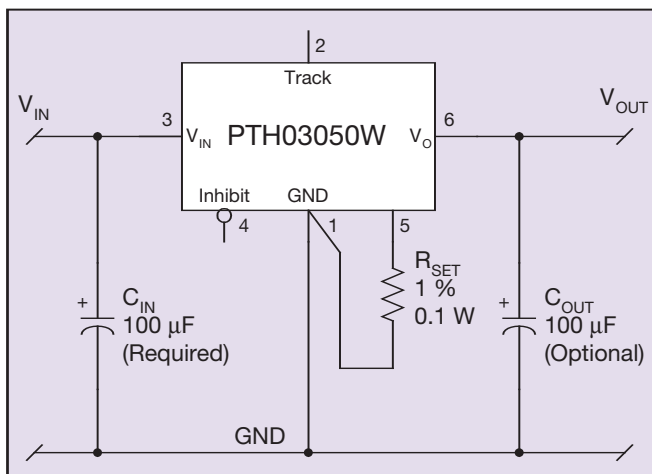 2
Track
V_IN
3
V_IN
PTH03050W
V_O
6
V_OUT
Inhibit
GND
4
1
5
R_SET
1 %
0.1 W
+
C_IN
100 μF
(Required)
+
C_OUT
100 μF
(Optional)
GND